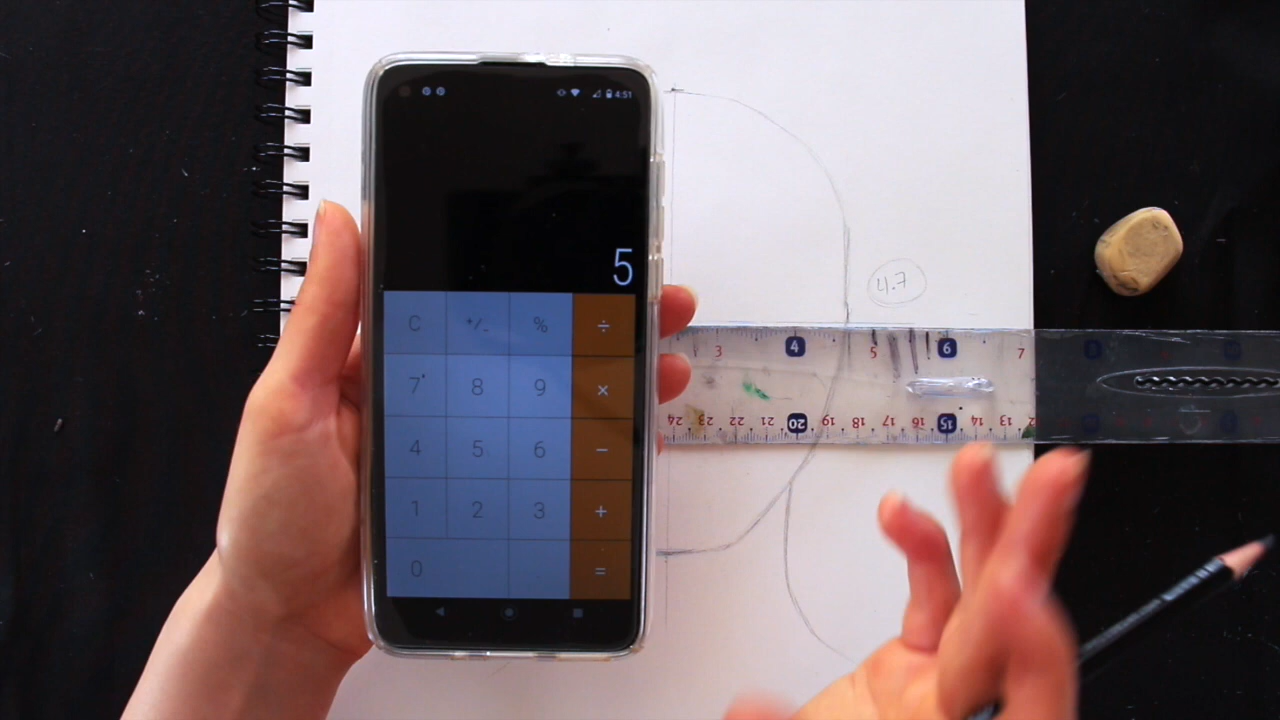 4:51
5
C +/- % ÷
7 8 9 ×
4 5 6 −
1 2 3 +
0 =
4.7
3 4 5 6 7
24 23 22 21 20 19 18 17 16 15 14 13